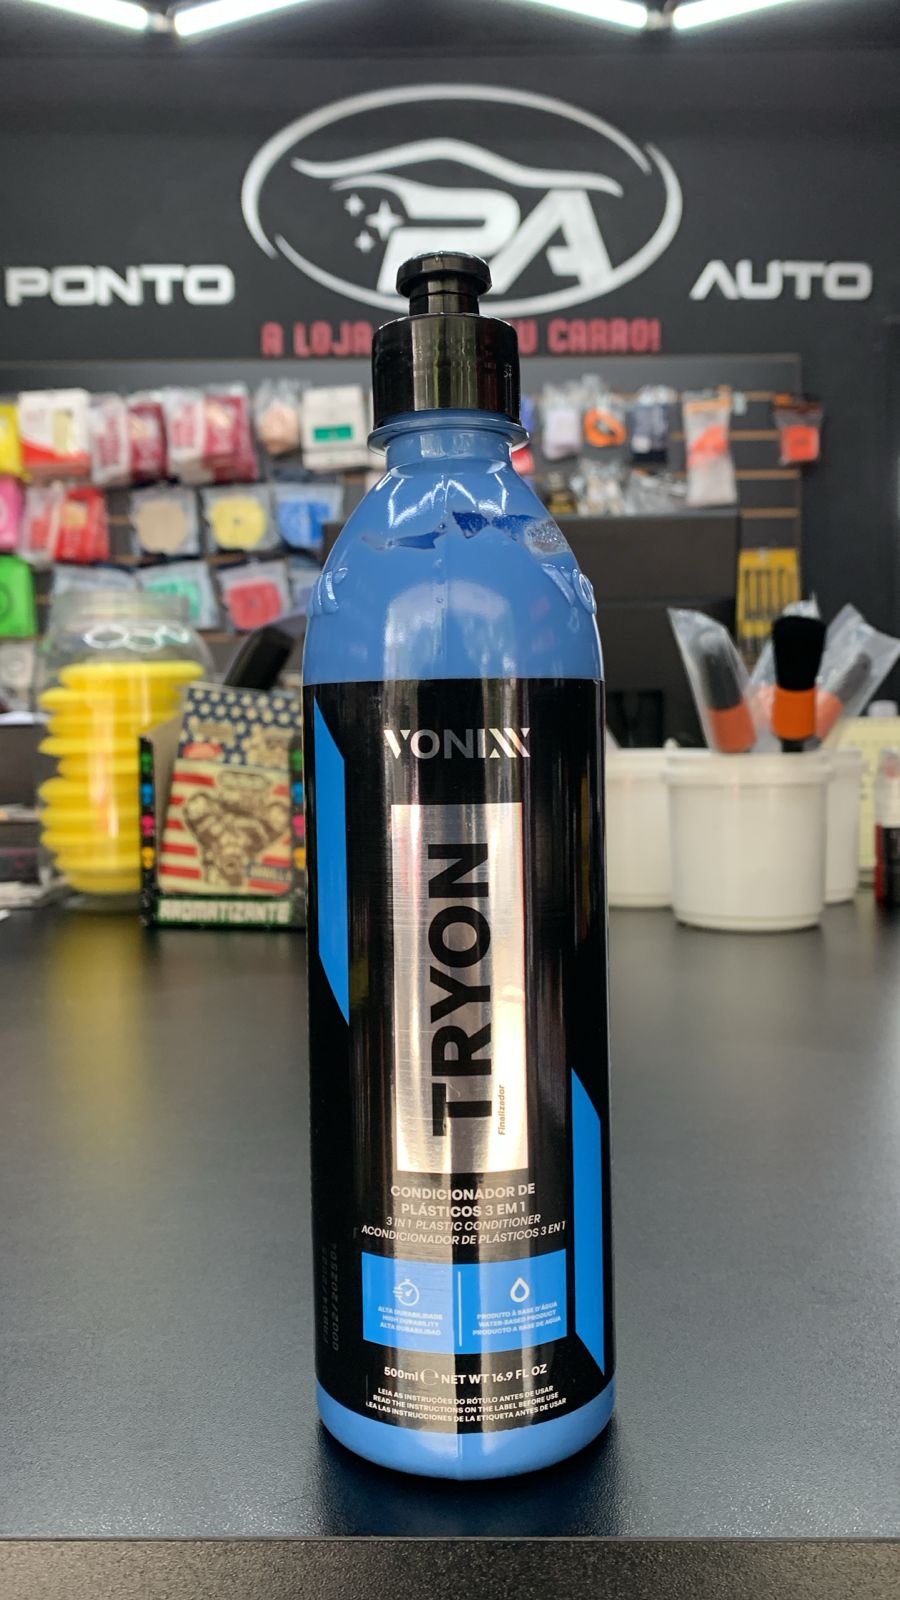 PA
PONTO
AUTO
A LOJA
U CARRO!
VONIXX
TRYON
Finalizador
CONDICIONADOR DE
PLÁSTICOS 3 EM 1
3 IN 1 PLASTIC CONDITIONER
ACONDICIONADOR DE PLÁSTICOS 3 EN 1
ALTA DURABILIDADE
HIGH DURABILITY
ALTA DURABILIDAD
PRODUTO À BASE D'ÁGUA
WATER-BASED PRODUCT
PRODUCTO A BASE DE AGUA
500ml ℮ NET WT 16.9 FL OZ
LEIA AS INSTRUÇÕES DO RÓTULO ANTES DE USAR
READ THE INSTRUCTIONS ON THE LABEL BEFORE USE
LEA LAS INSTRUCCIONES DE LA ETIQUETA ANTES DE USAR
AROMATIZANTE